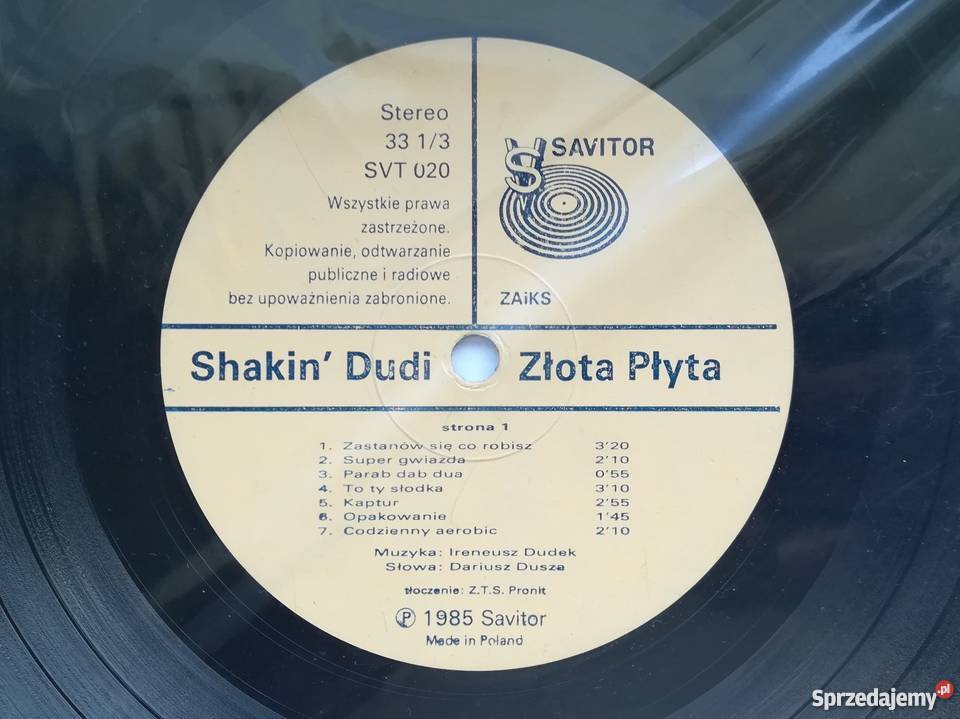 Stereo
33 1/3
SVT 020
Wszystkie prawa
zastrzeżone.
Kopiowanie, odtwarzanie
publiczne i radiowe
bez upoważnienia zabronione.
SAVITOR
ZAiKS
Shakin' Dudi Złota Płyta
strona 1
1. Zastanów się co robisz 3'20
2. Super gwiazda 2'10
3. Parab dab dua 0'55
4. To ty słodka 3'10
5. Kaptur 2'55
6. Opakowanie 1'45
7. Codzienny aerobic 2'10
Muzyka: Ireneusz Dudek
Słowa: Dariusz Dusza
tłoczenie: Z.T.S. Pronit
Ⓟ 1985 Savitor
Made in Poland
Sprzedajemy.pl